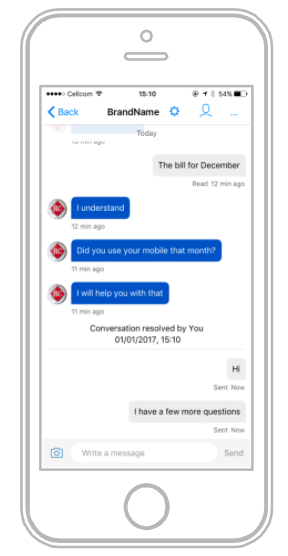 Cellcom 15:10 54%
Back BrandName ...
Today
min ago
The bill for December
Read 12 min ago
I understand
12 min ago
Did you use your mobile that month?
11 min ago
I will help you with that
11 min ago
Conversation resolved by You
01/01/2017, 15:10
Hi
Sent Now
I have a few more questions
Sent Now
Write a message Send